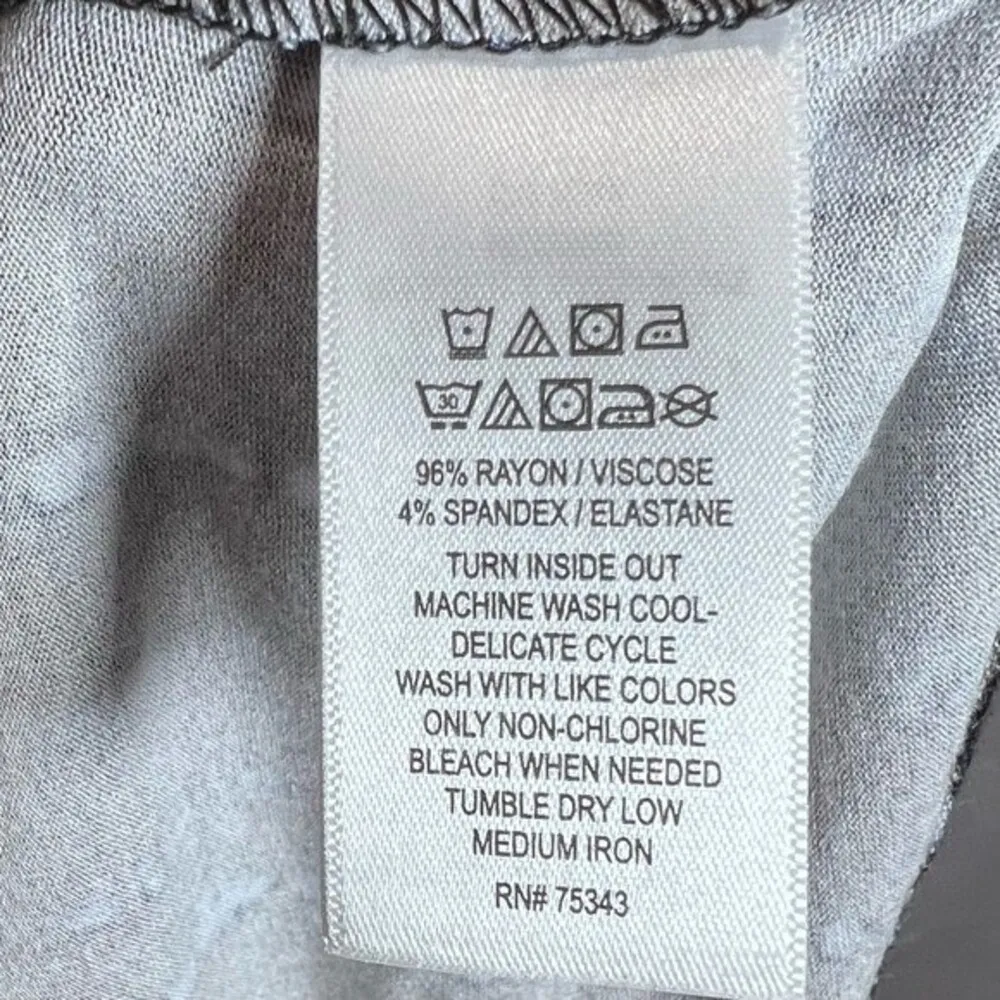 30
96% RAYON / VISCOSE
4% SPANDEX / ELASTANE
TURN INSIDE OUT
MACHINE WASH COOL-
DELICATE CYCLE
WASH WITH LIKE COLORS
ONLY NON-CHLORINE
BLEACH WHEN NEEDED
TUMBLE DRY LOW
MEDIUM IRON
RN# 75343